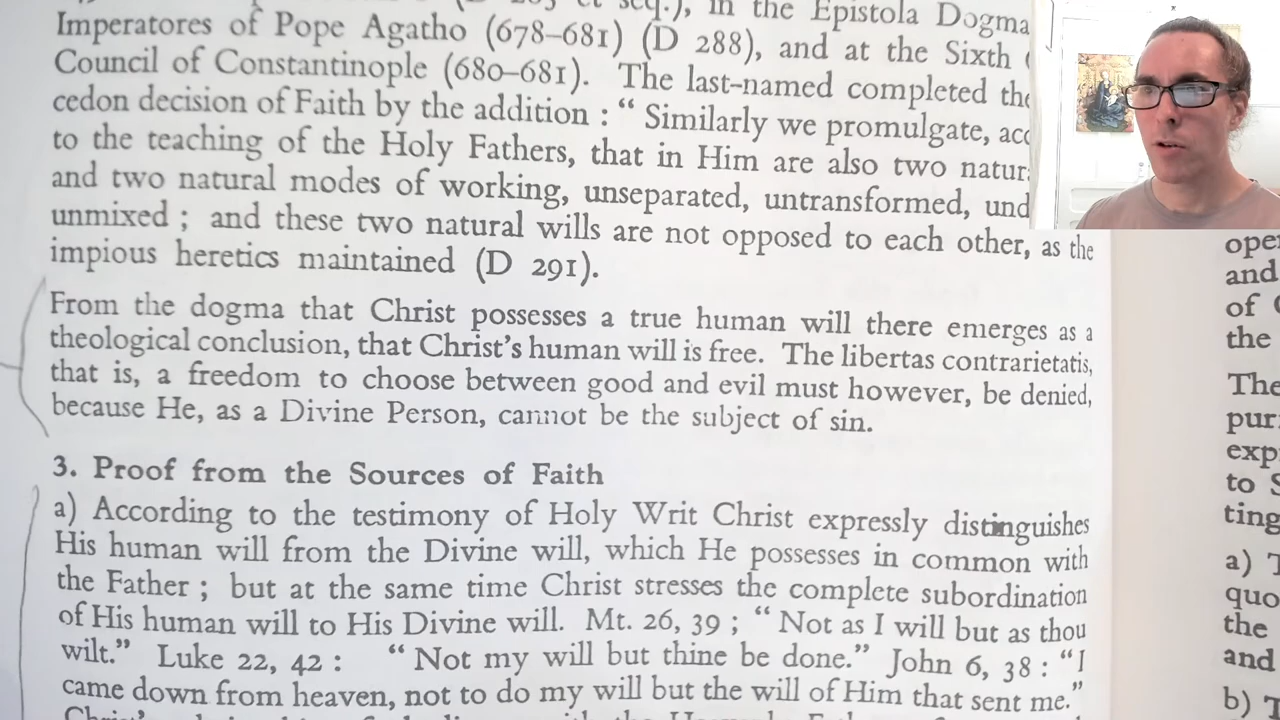 et seq.), in the Epistola Dogma
Imperatores of Pope Agatho (678–681) (D 288), and at the Sixth
Council of Constantinople (680–681). The last-named completed the
cedon decision of Faith by the addition : “ Similarly we promulgate, acc
to the teaching of the Holy Fathers, that in Him are also two natur
and two natural modes of working, unseparated, untransformed, und
unmixed ; and these two natural wills are not opposed to each other, as the
impious heretics maintained (D 291).
From the dogma that Christ possesses a true human will there emerges as a
theological conclusion, that Christ’s human will is free. The libertas contrarietatis,
that is, a freedom to choose between good and evil must however, be denied,
because He, as a Divine Person, cannot be the subject of sin.
3. Proof from the Sources of Faith
a) According to the testimony of Holy Writ Christ expressly distinguishes
His human will from the Divine will, which He possesses in common with
the Father ; but at the same time Christ stresses the complete subordination
of His human will to His Divine will. Mt. 26, 39 ; “ Not as I will but as thou
wilt.” Luke 22, 42 : “ Not my will but thine be done.” John 6, 38 : “I
came down from heaven, not to do my will but the will of Him that sent me.”
ope
and
of
the
The
pur
exp
to S
ting
a) T
quo
the
and
b) T